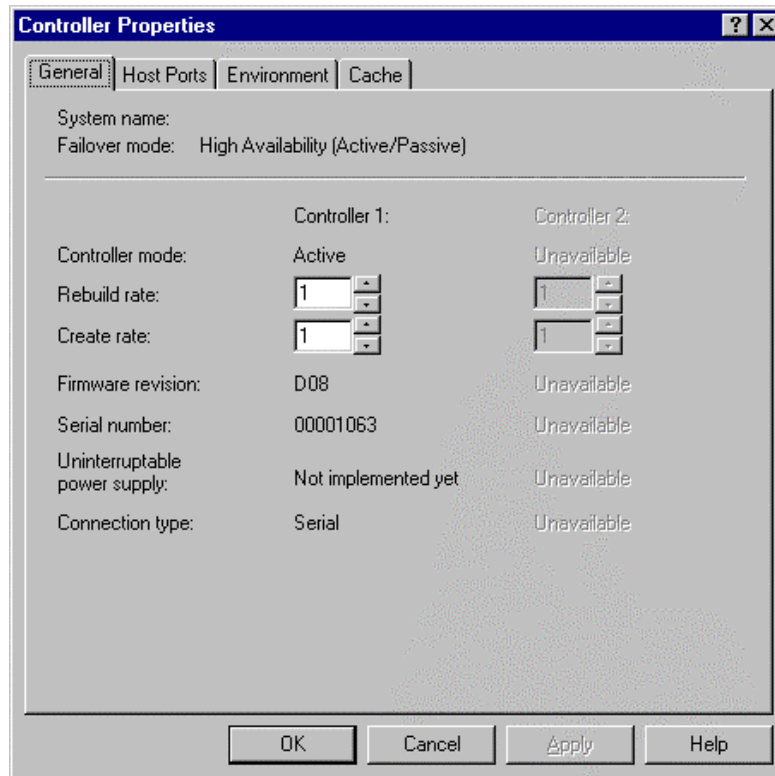 Controller Properties
General Host Ports Environment Cache
System name:
Failover mode: High Availability (Active/Passive)
Controller 1: Controller 2:
Controller mode: Active Unavailable
Rebuild rate: 1 1
Create rate: 1 1
Firmware revision: D08 Unavailable
Serial number: 00001063 Unavailable
Uninterruptable
power supply: Not implemented yet Unavailable
Connection type: Serial Unavailable
OK Cancel Apply Help